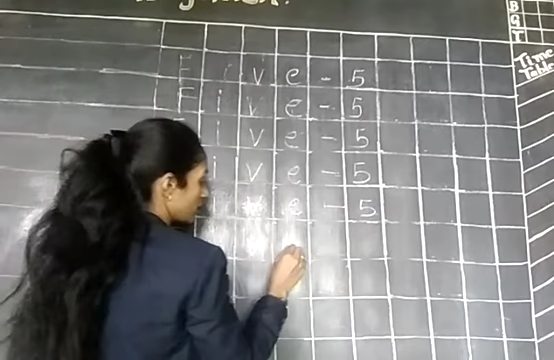 B
G
T
Time
Table
F i v e - 5
F i v e - 5
i v e - 5
i v e - 5
e - 5